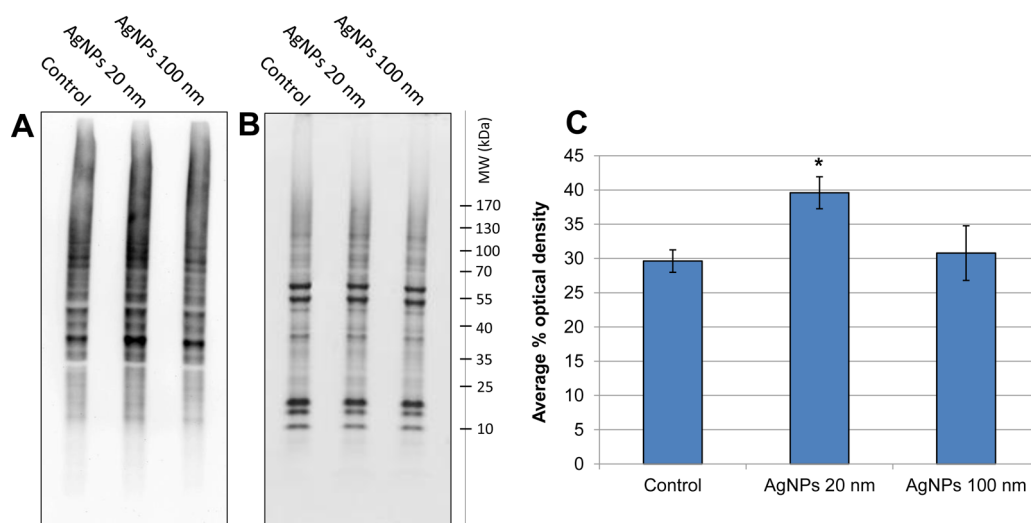 A
Control
AgNPs 20 nm
AgNPs 100 nm
B
Control
AgNPs 20 nm
AgNPs 100 nm
MW (kDa)
170
130
100
70
55
40
35
25
10
C
Average % optical density
45
40
35
30
25
20
15
10
5
0
*
Control
AgNPs 20 nm
AgNPs 100 nm